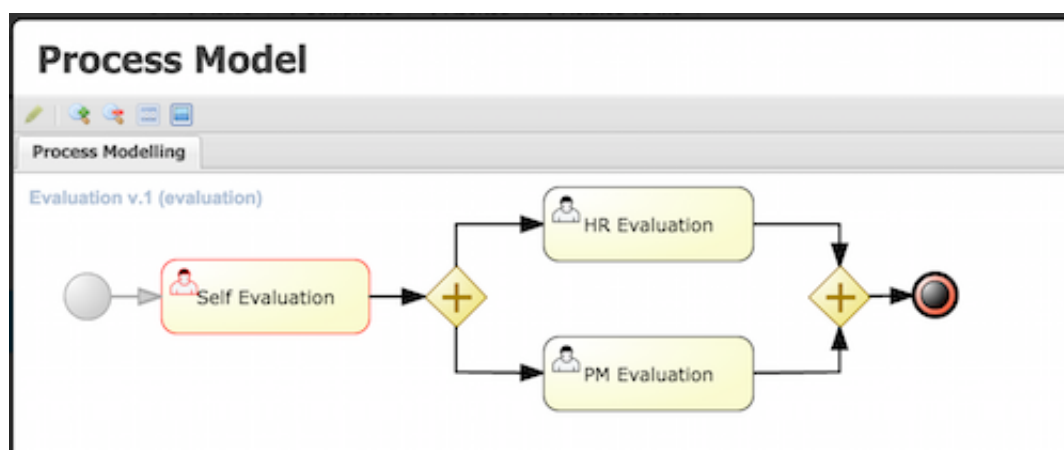 Process Model
Process Modelling
Evaluation v.1 (evaluation)
HR Evaluation
Self Evaluation
PM Evaluation